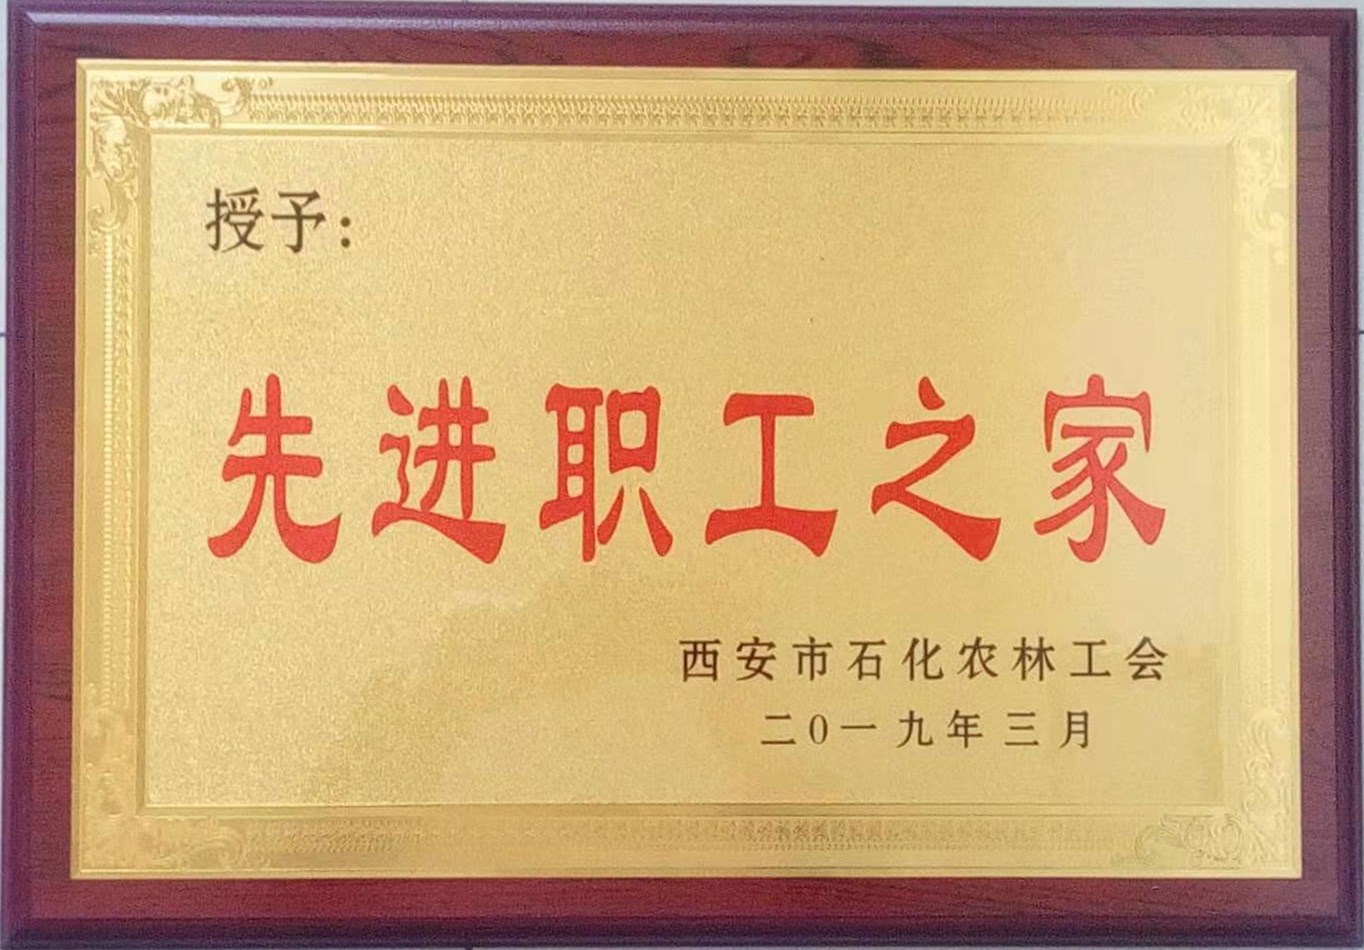 授予：
先进职工之家
西安市石化农林工会
二0一九年三月